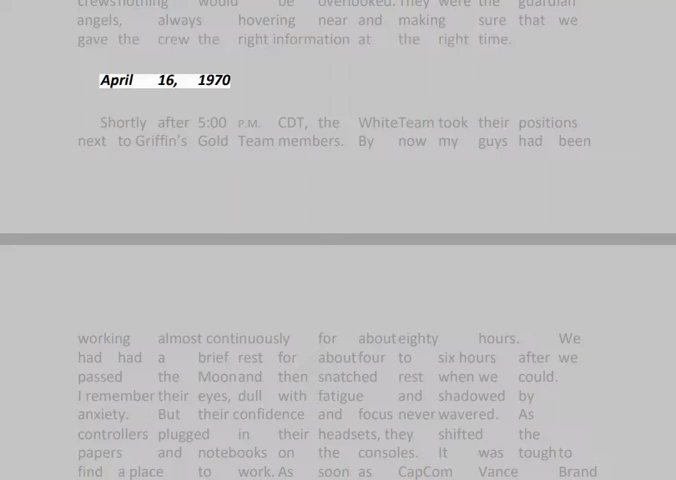 angels, always hovering near and making sure that we
gave the crew the right information at the right time.
April 16, 1970
Shortly after 5:00 P.M. CDT, the White Team took their positions
next to Griffin's Gold Team members. By now my guys had been
working almost continuously for about eighty hours. We
had had a brief rest for about four to six hours after we
passed the Moon and then snatched rest when we could.
I remember their eyes, dull with fatigue and shadowed by
anxiety. But their confidence and focus never wavered. As
controllers plugged in their headsets, they shifted the
papers and notebooks on the consoles. It was tough to
find a place to work. As soon as CapCom Vance Brand